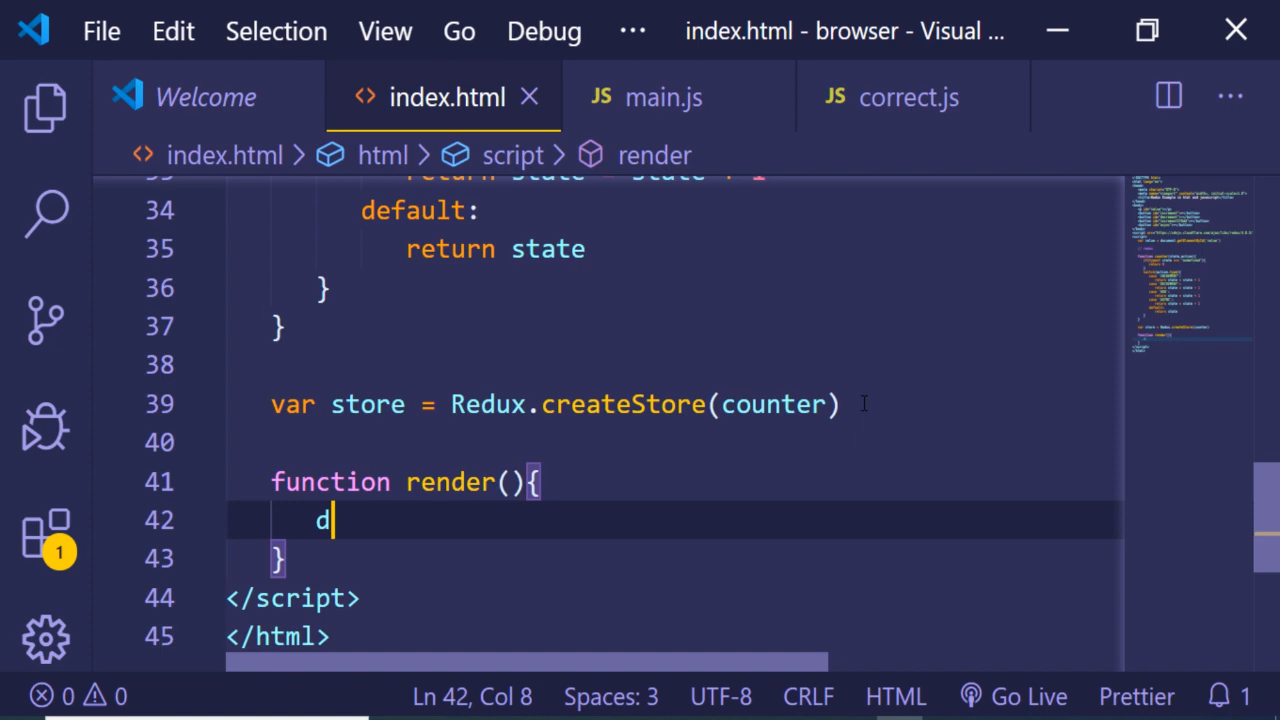 File Edit Selection View Go Debug ··· index.html - browser - Visual ...
Welcome index.html JS main.js JS correct.js ···
index.html > html > script > render
34 default:
35 return state
36 }
37 }
38
39 var store = Redux.createStore(counter)
40
41 function render(){
42 d
43 }
44 </script>
45 </html>
1
0 0 Ln 42, Col 8 Spaces: 3 UTF-8 CRLF HTML Go Live Prettier 1